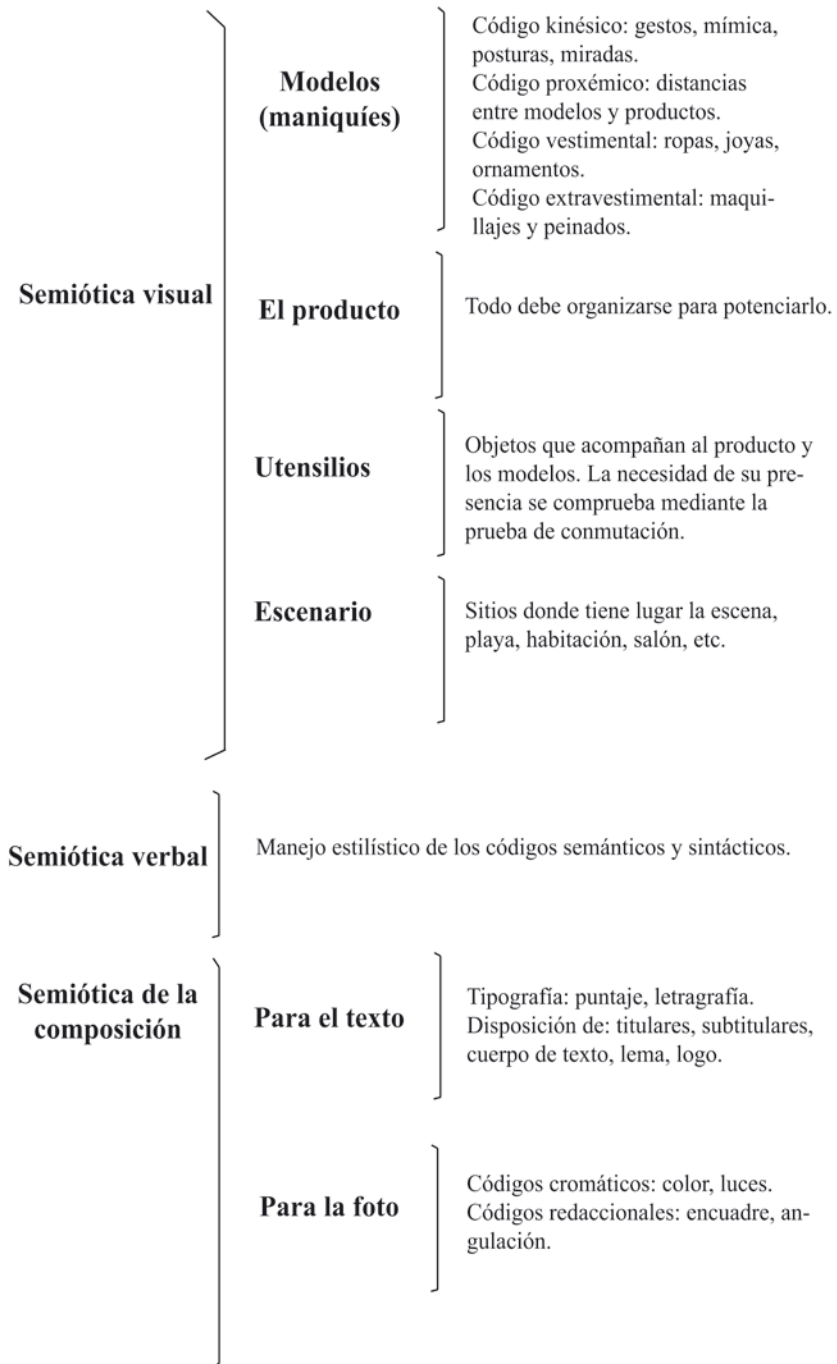 Semiótica visual
Modelos
(maniquíes)
Código kinésico: gestos, mímica,
posturas, miradas.
Código proxémico: distancias
entre modelos y productos.
Código vestimental: ropas, joyas,
ornamentos.
Código extravestimental: maqui-
llajes y peinados.
El producto
Todo debe organizarse para potenciarlo.
Utensilios
Objetos que acompañan al producto y
los modelos. La necesidad de su pre-
sencia se comprueba mediante la
prueba de conmutación.
Escenario
Sitios donde tiene lugar la escena,
playa, habitación, salón, etc.
Semiótica verbal
Manejo estilístico de los códigos semánticos y sintácticos.
Semiótica de la
composición
Para el texto
Tipografía: puntaje, letragrafía.
Disposición de: titulares, subtitulares,
cuerpo de texto, lema, logo.
Para la foto
Códigos cromáticos: color, luces.
Códigos redaccionales: encuadre, an-
gulación.